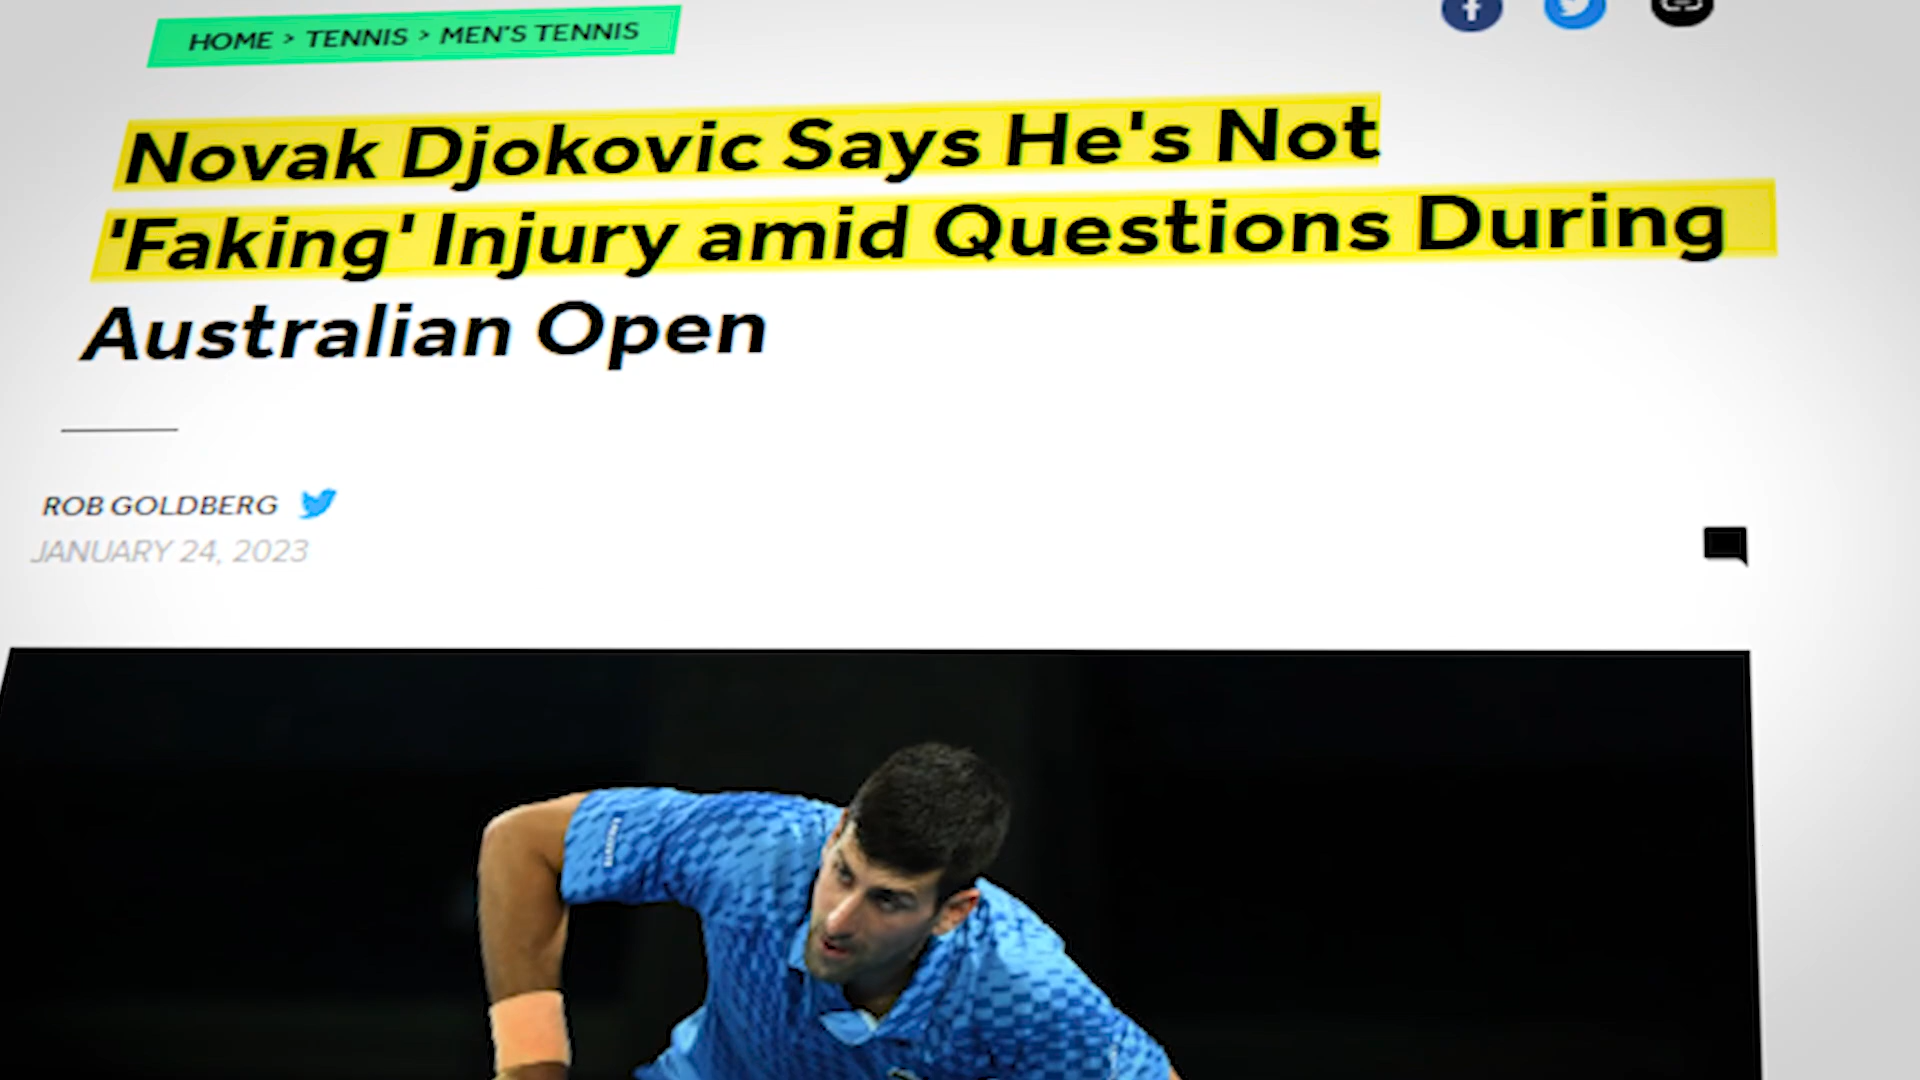 HOME > TENNIS > MEN'S TENNIS
Novak Djokovic Says He's Not
'Faking' Injury amid Questions During
Australian Open
ROB GOLDBERG
JANUARY 24, 2023